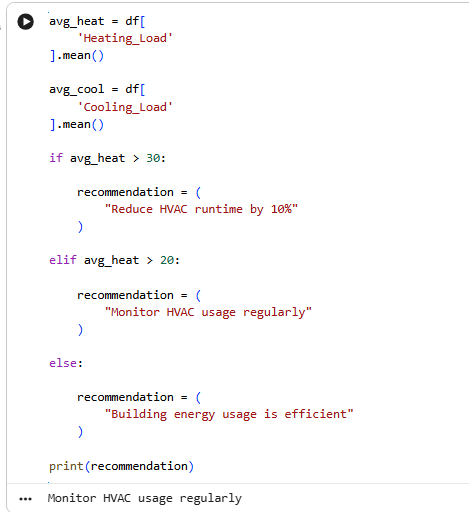 avg_heat = df[
    'Heating_Load'
].mean()
avg_cool = df[
    'Cooling_Load'
].mean()
if avg_heat > 30:
    recommendation = (
        "Reduce HVAC runtime by 10%"
    )
elif avg_heat > 20:
    recommendation = (
        "Monitor HVAC usage regularly"
    )
else:
    recommendation = (
        "Building energy usage is efficient"
    )
print(recommendation)
Monitor HVAC usage regularly